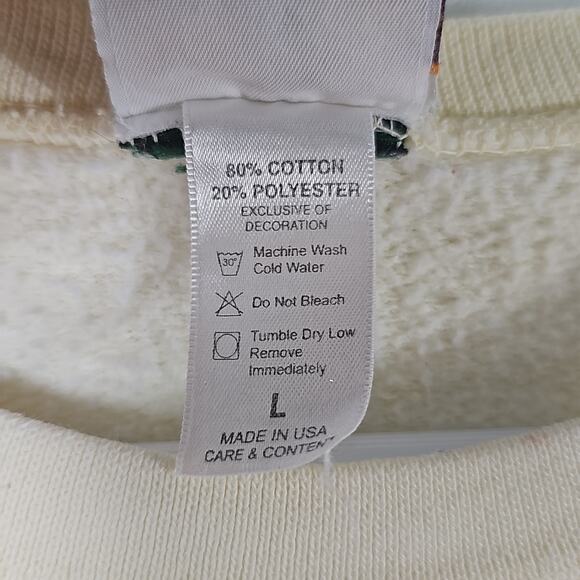 80% COTTON
20% POLYESTER
EXCLUSIVE OF
DECORATION
30°
Machine Wash
Cold Water
Do Not Bleach
Tumble Dry Low
Remove
Immediately
L
MADE IN USA
CARE & CONTENT